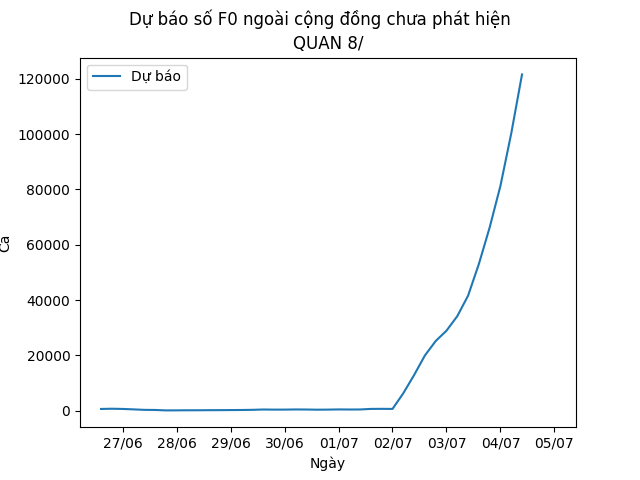 Dự báo số F0 ngoài cộng đồng chưa phát hiện
QUAN 8/
Dự báo
120000
100000
80000
60000
40000
20000
0
Ca
27/06 28/06 29/06 30/06 01/07 02/07 03/07 04/07 05/07
Ngày